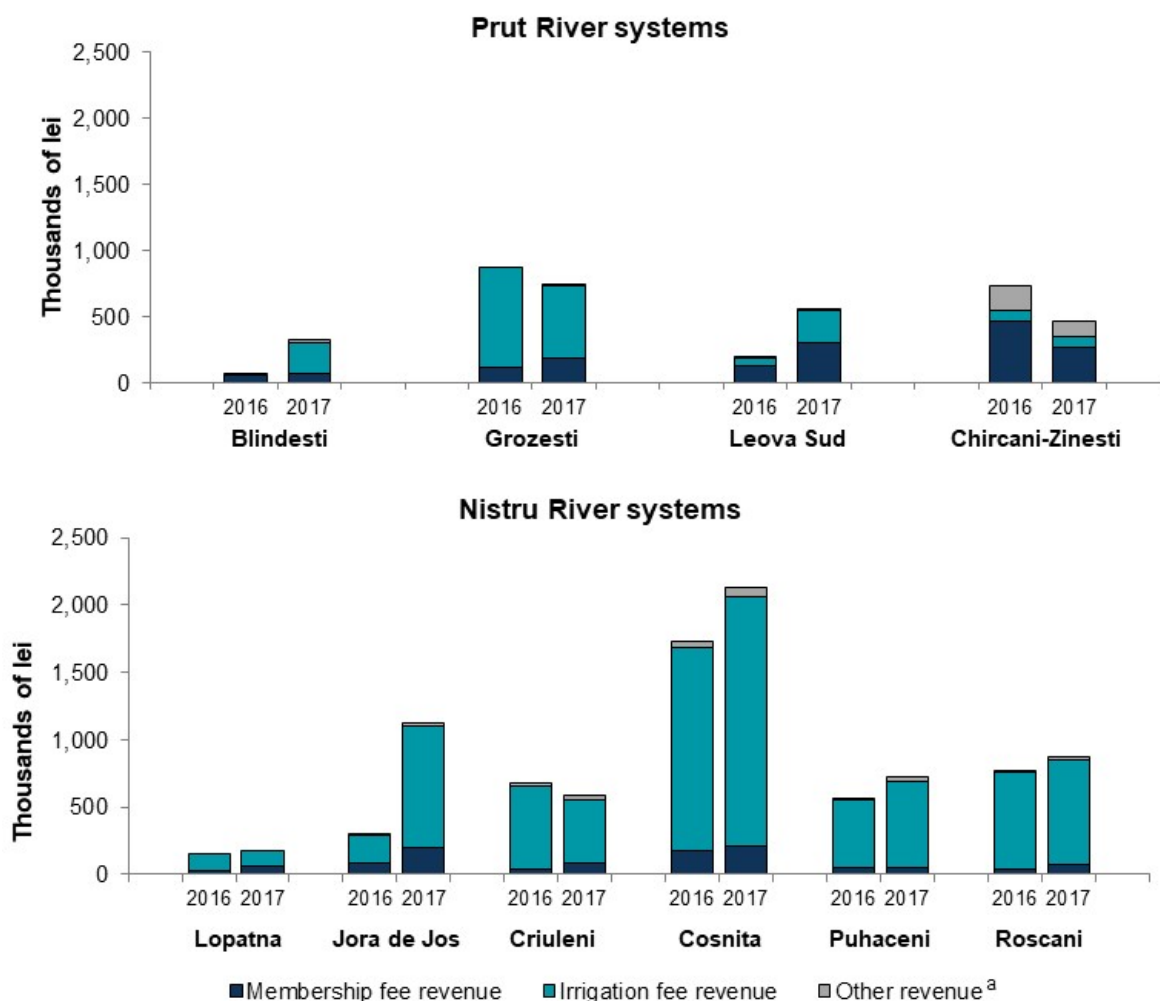 Prut River systems
2,500
2,000
1,500
1,000
500
0
Thousands of lei
2016 2017 2016 2017 2016 2017 2016 2017
Blindesti Grozesti Leova Sud Chircani-Zinesti
Nistru River systems
2,500
2,000
1,500
1,000
500
0
Thousands of lei
2016 2017 2016 2017 2016 2017 2016 2017 2016 2017 2016 2017
Lopatna Jora de Jos Criuleni Cosnita Puhaceni Roscani
Membership fee revenue Irrigation fee revenue Other revenue a